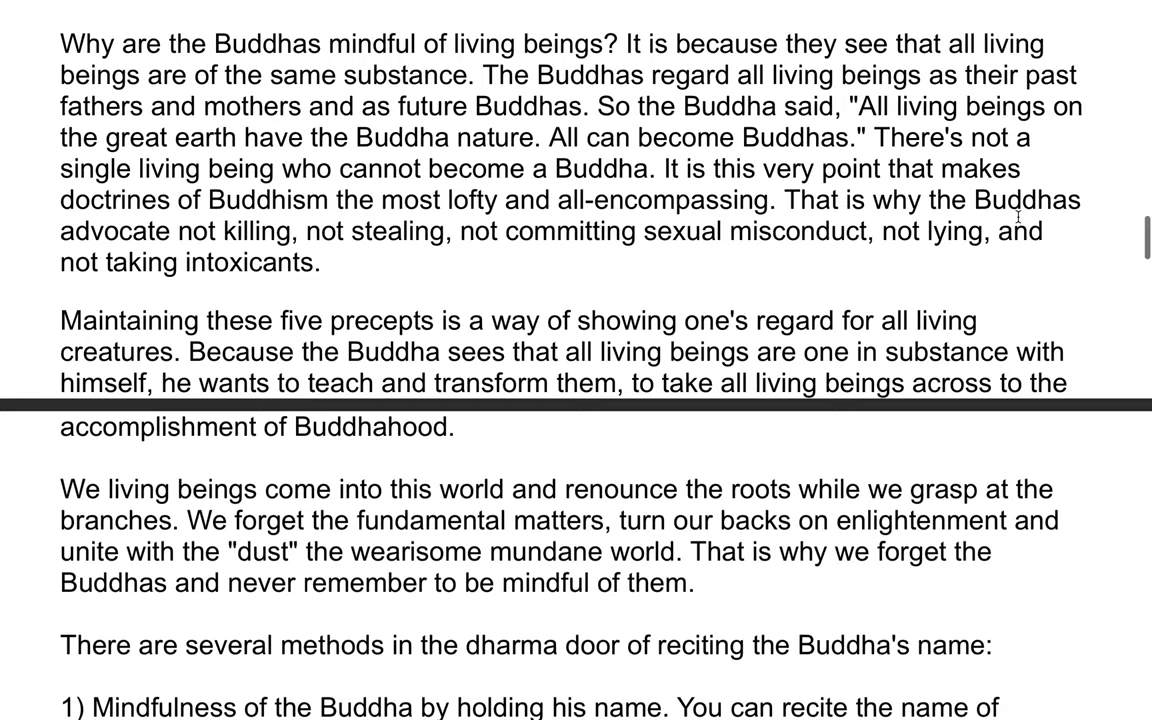 Why are the Buddhas mindful of living beings? It is because they see that all living
beings are of the same substance. The Buddhas regard all living beings as their past
fathers and mothers and as future Buddhas. So the Buddha said, "All living beings on
the great earth have the Buddha nature. All can become Buddhas." There's not a
single living being who cannot become a Buddha. It is this very point that makes
doctrines of Buddhism the most lofty and all-encompassing. That is why the Buddhas
advocate not killing, not stealing, not committing sexual misconduct, not lying, and
not taking intoxicants.
Maintaining these five precepts is a way of showing one's regard for all living
creatures. Because the Buddha sees that all living beings are one in substance with
himself, he wants to teach and transform them, to take all living beings across to the
accomplishment of Buddhahood.
We living beings come into this world and renounce the roots while we grasp at the
branches. We forget the fundamental matters, turn our backs on enlightenment and
unite with the "dust" the wearisome mundane world. That is why we forget the
Buddhas and never remember to be mindful of them.
There are several methods in the dharma door of reciting the Buddha's name:
1) Mindfulness of the Buddha by holding his name. You can recite the name of